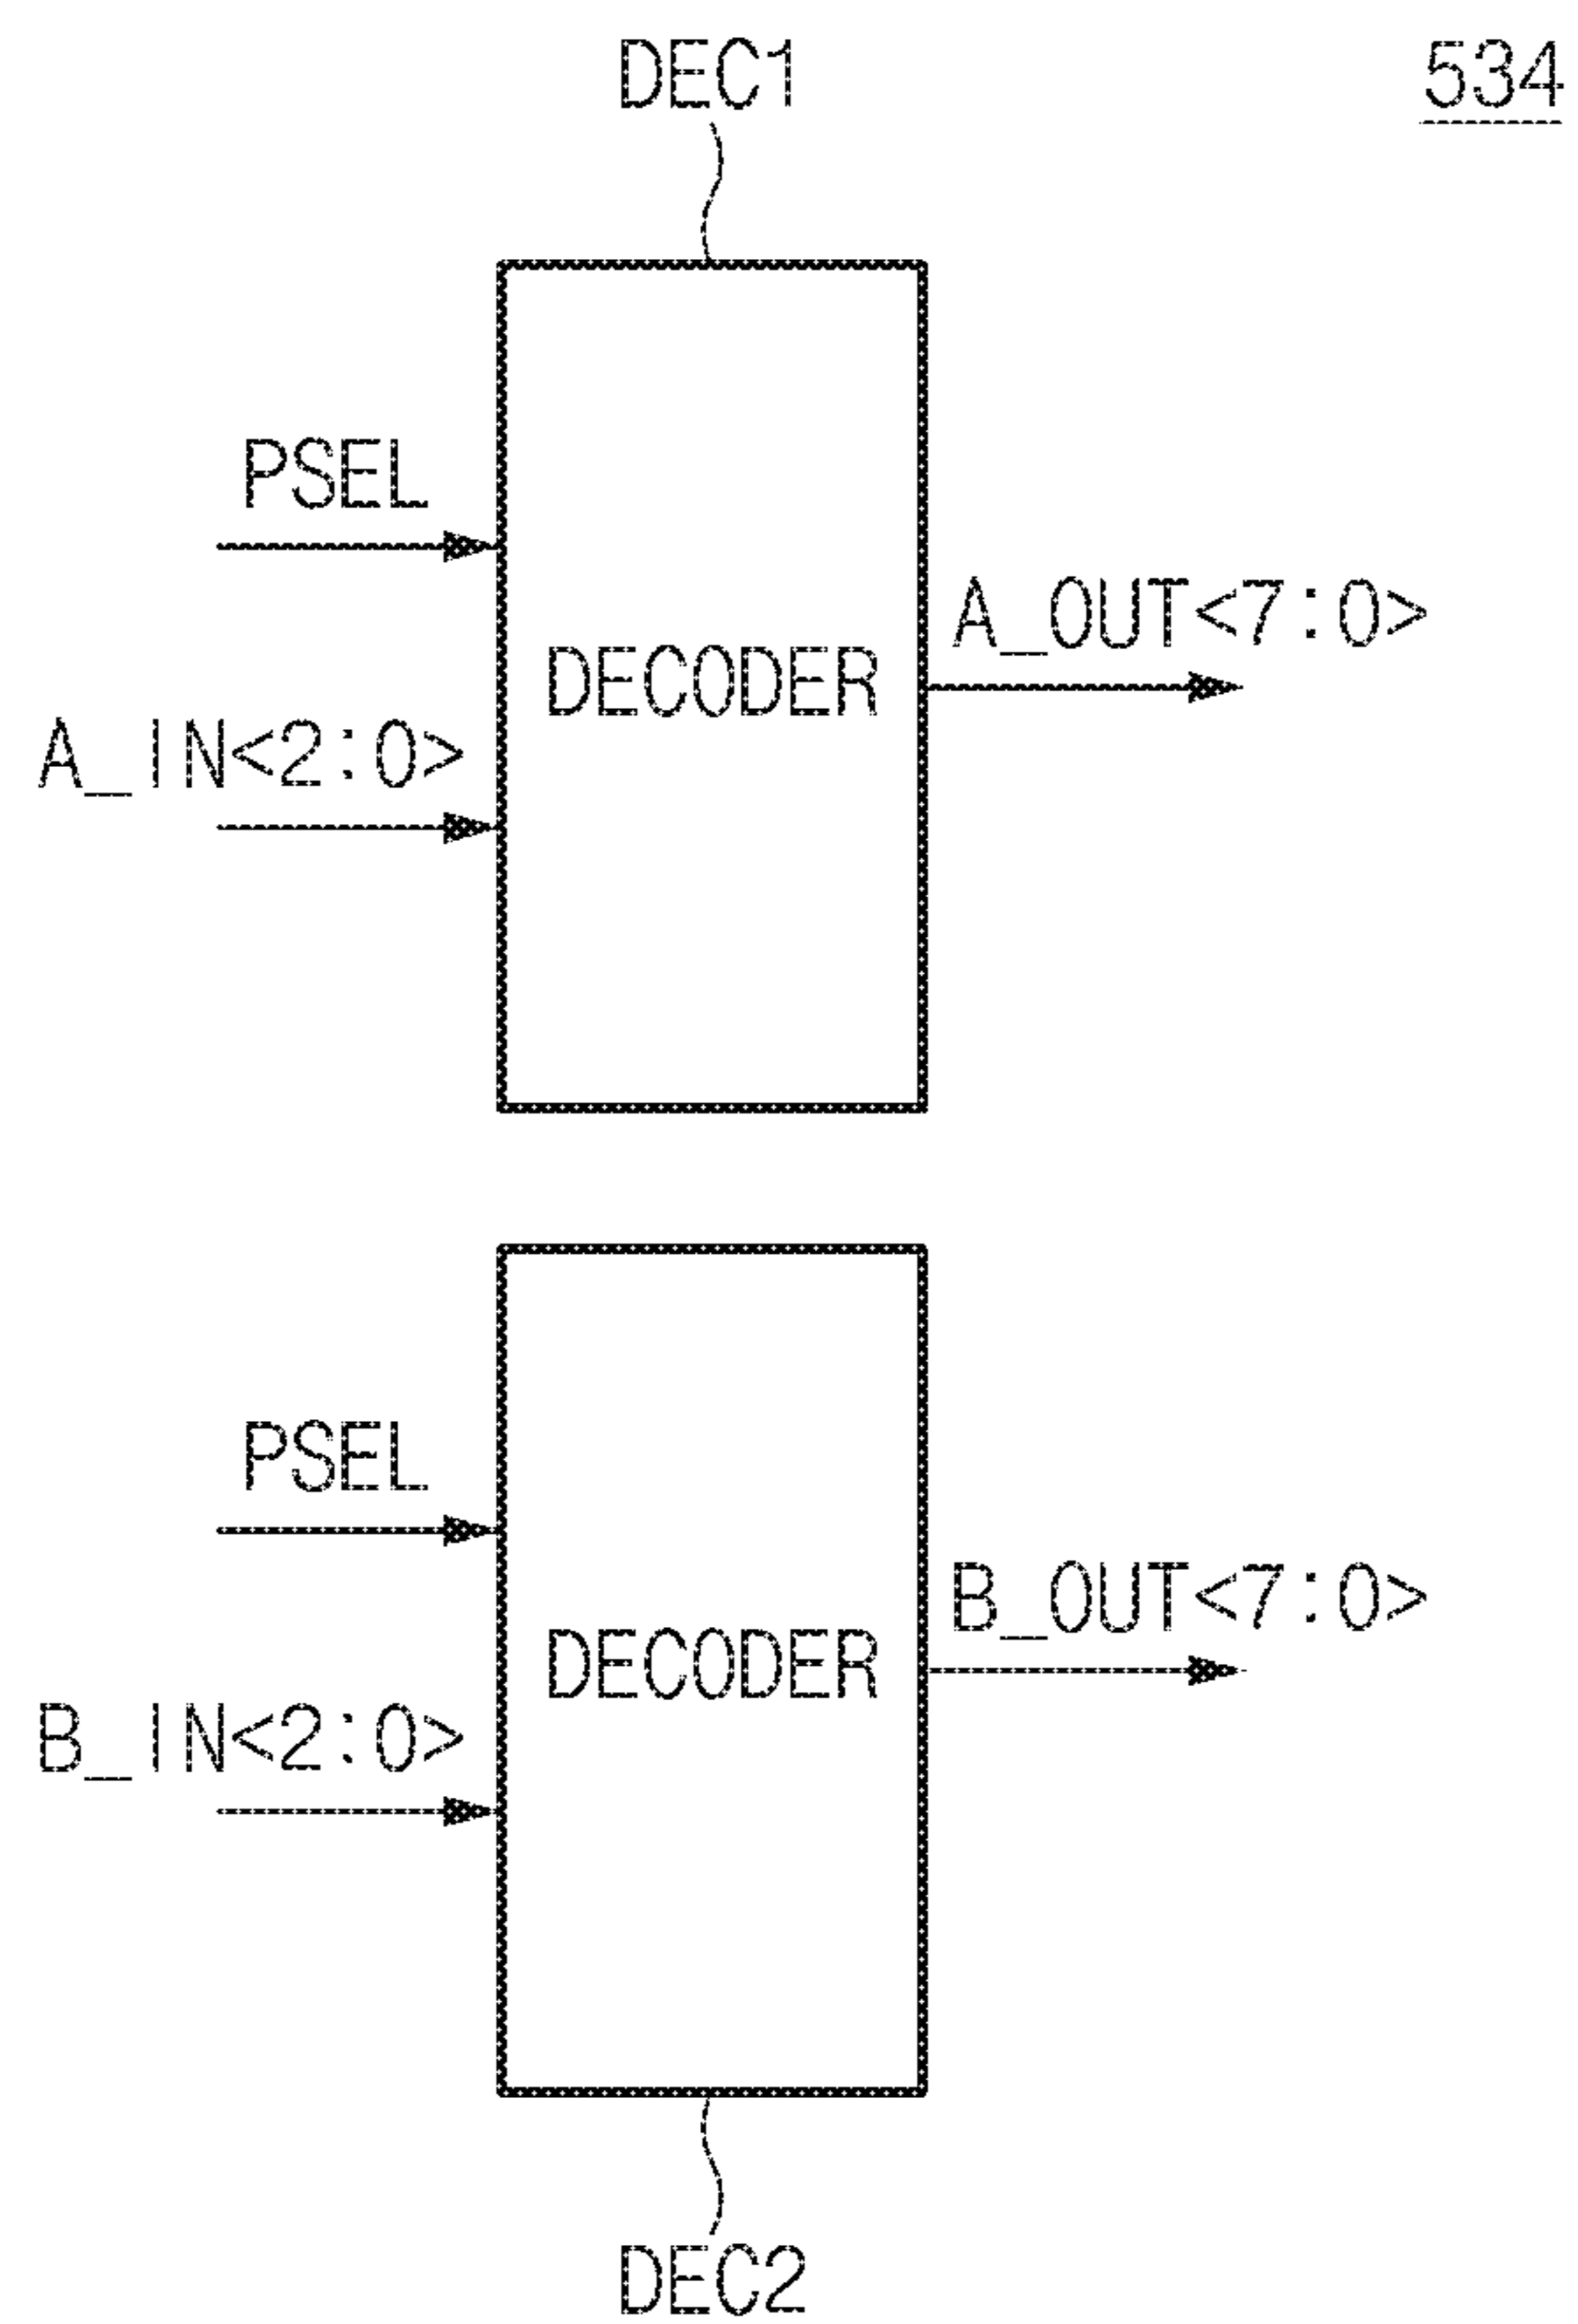 DEC1
534
PSEL
A_IN<2:0>
DECODER
A_OUT<7:0>
PSEL
B_IN<2:0>
DECODER
B_OUT<7:0>
DEC2